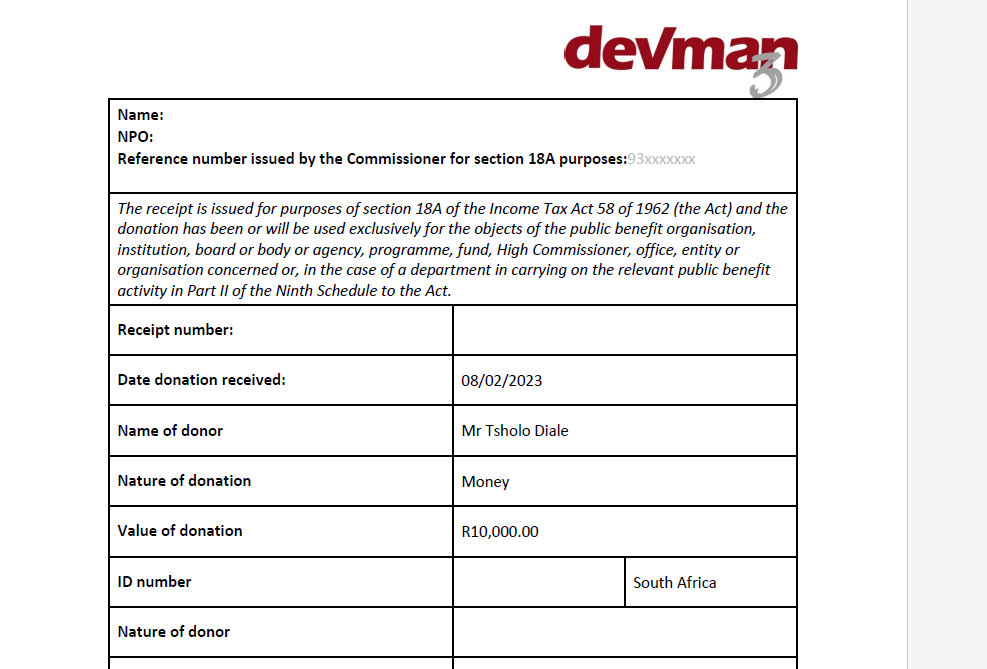 devman
3
Name:
NPO:
Reference number issued by the Commissioner for section 18A purposes:93xxxxxxx
The receipt is issued for purposes of section 18A of the Income Tax Act 58 of 1962 (the Act) and the
donation has been or will be used exclusively for the objects of the public benefit organisation,
institution, board or body or agency, programme, fund, High Commissioner, office, entity or
organisation concerned or, in the case of a department in carrying on the relevant public benefit
activity in Part II of the Ninth Schedule to the Act.
Receipt number:
Date donation received: 08/02/2023
Name of donor Mr Tsholo Diale
Nature of donation Money
Value of donation R10,000.00
ID number South Africa
Nature of donor